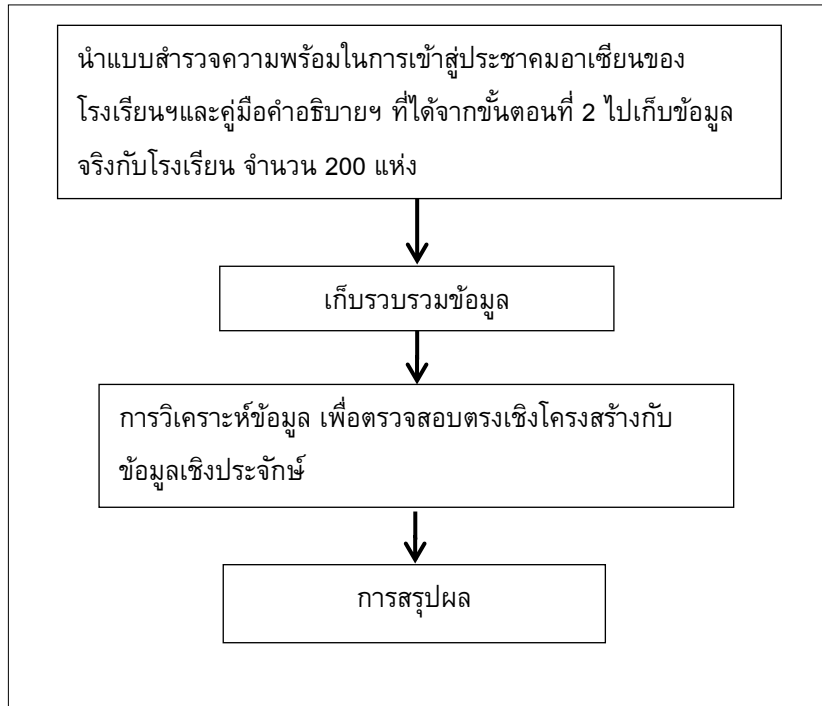 นำแบบสำรวจความพร้อมในการเข้าสู่ประชาคมอาเซียนของ
โรงเรียนฯและคู่มือคำอธิบายฯ ที่ได้จากขั้นตอนที่ 2 ไปเก็บข้อมูล
จริงกับโรงเรียน จำนวน 200 แห่ง
เก็บรวบรวมข้อมูล
การวิเคราะห์ข้อมูล เพื่อตรวจสอบตรงเชิงโครงสร้างกับ
ข้อมูลเชิงประจักษ์
การสรุปผล